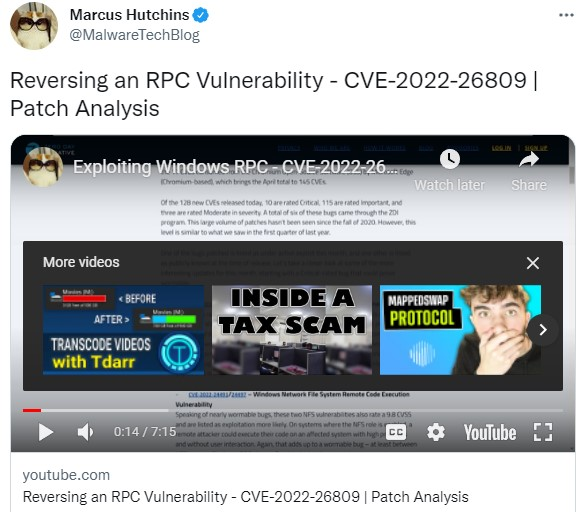 Marcus Hutchins
@MalwareTechBlog
Reversing an RPC Vulnerability - CVE-2022-26809 |
Patch Analysis
LOG IN | SIGN UP
Exploiting Windows RPC - CVE-2022-26...
Edge
Watch later
Share
(Chromium-based), which brings the April total to 145 CVEs.
Of the 128 new CVEs released today, 10 are rated Critical, 115 are rated Important, and
three are rated Moderate in severity. A total of six of these bugs came through the ZDI
program. This large volume of patches hasn't been seen since the fall of 2020. However, this
level is similar to what we saw in the first quarter of last year.
More videos
Movies (M:)
< BEFORE
AFTER >
Movies (M:)
TRANSCODE VIDEOS
with Tdarr
INSIDE A
TAX SCAM
MAPPEDSWAP
PROTOCOL
CVE-2022-24491/24497 - Windows Network File System Remote Code Execution
Vulnerability
Speaking of nearly wormable bugs, these two NFS vulnerabilities also rate a 9.8 CVSS
and are listed as exploitation more likely. On systems where the NFS role is
remote attacker could execute their code on an affected system with high
and without user interaction. Again, that adds up to a wormable bug – at least between
0:14 / 7:15
CC
YouTube
youtube.com
Reversing an RPC Vulnerability - CVE-2022-26809 | Patch Analysis